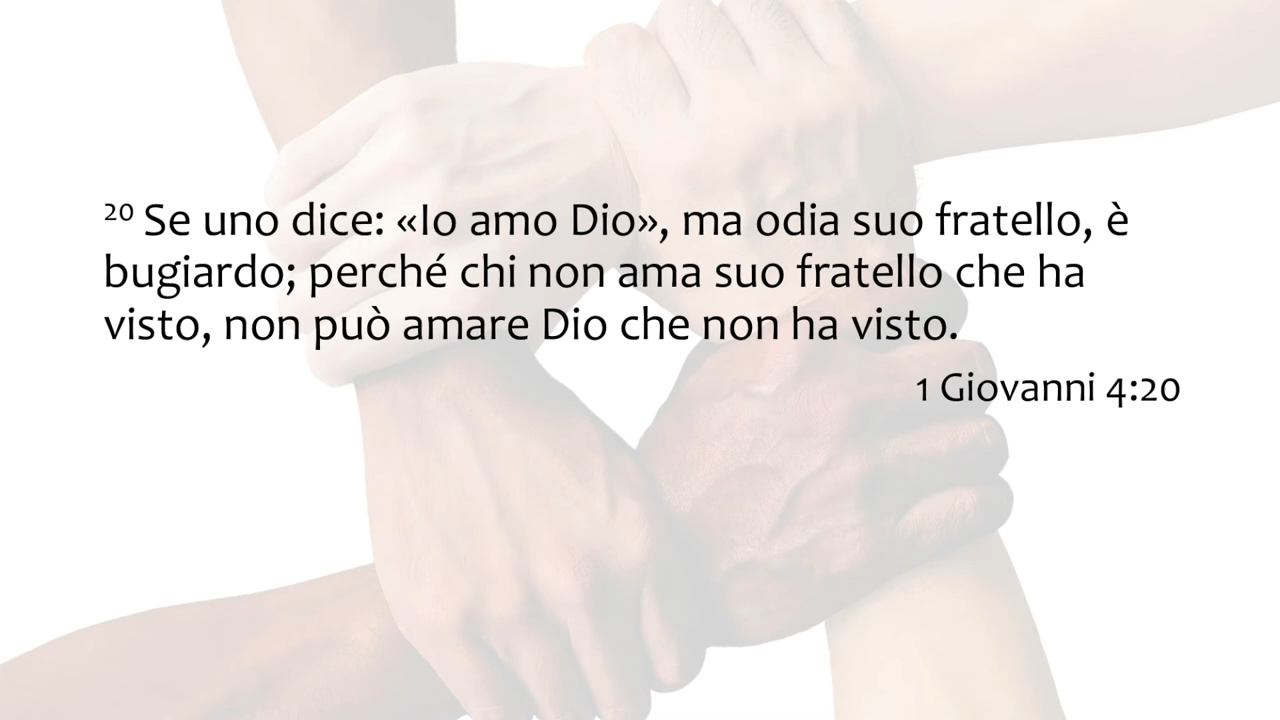 20 Se uno dice: «Io amo Dio», ma odia suo fratello, è
bugiardo; perché chi non ama suo fratello che ha
visto, non può amare Dio che non ha visto.
1 Giovanni 4:20